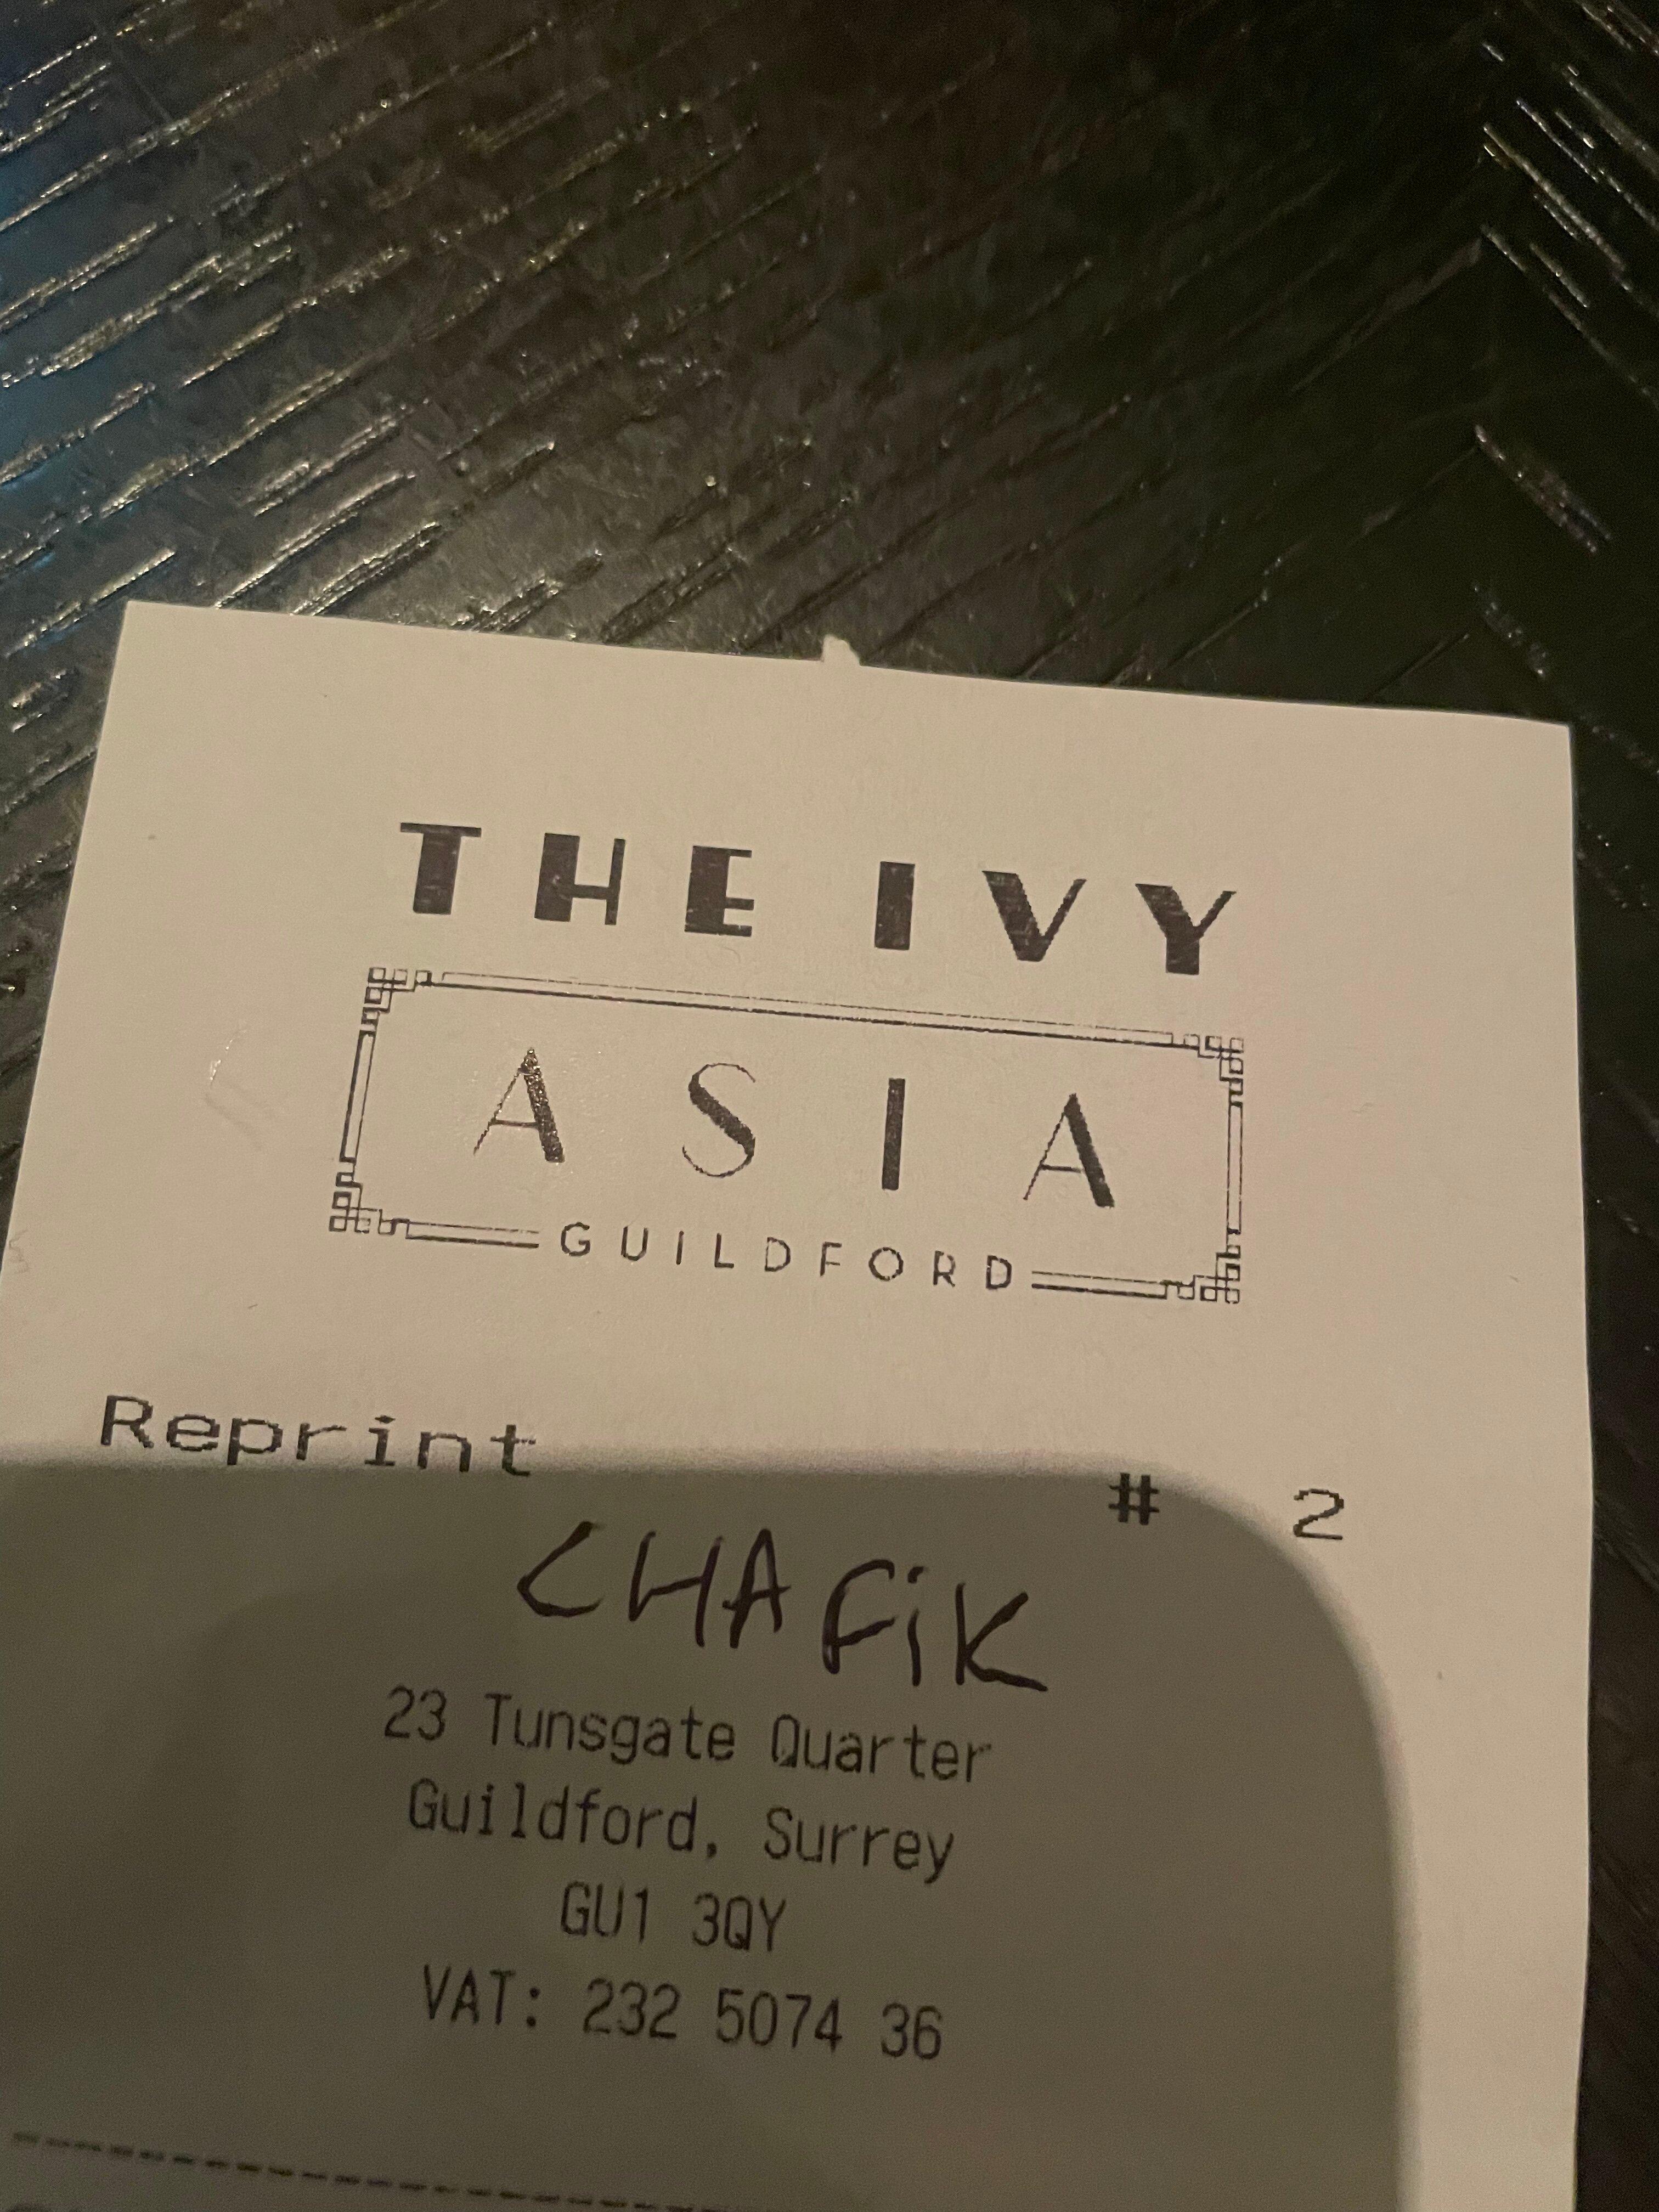 THE IVY
ASIA
GUILDFORD
Reprint # 2
CHAFiK
23 Tunsgate Quarter
Guildford, Surrey
GU1 3QY
VAT: 232 5074 36